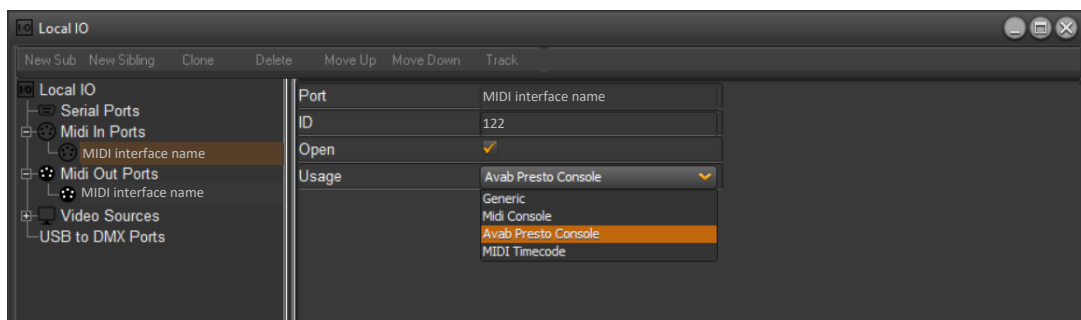 I/O Local IO
New Sub New Sibling Clone Delete Move Up Move Down Track
I/O Local IO
Serial Ports
Midi In Ports
MIDI interface name
Midi Out Ports
MIDI interface name
Video Sources
USB to DMX Ports
Port MIDI interface name
ID 122
Open
Usage Avab Presto Console
Generic
Midi Console
Avab Presto Console
MIDI Timecode